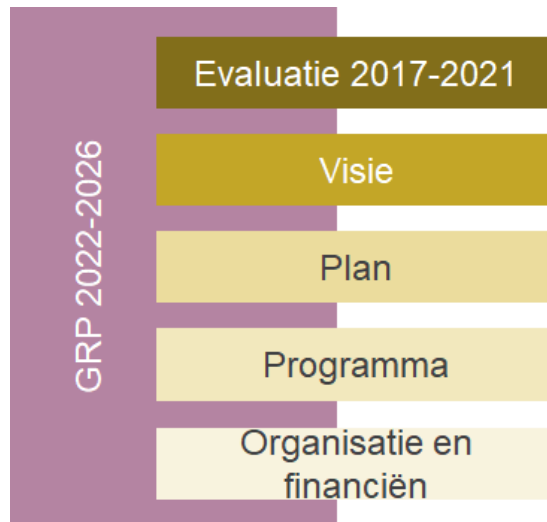 GRP 2022-2026
Evaluatie 2017-2021
Visie
Plan
Programma
Organisatie en
financiën